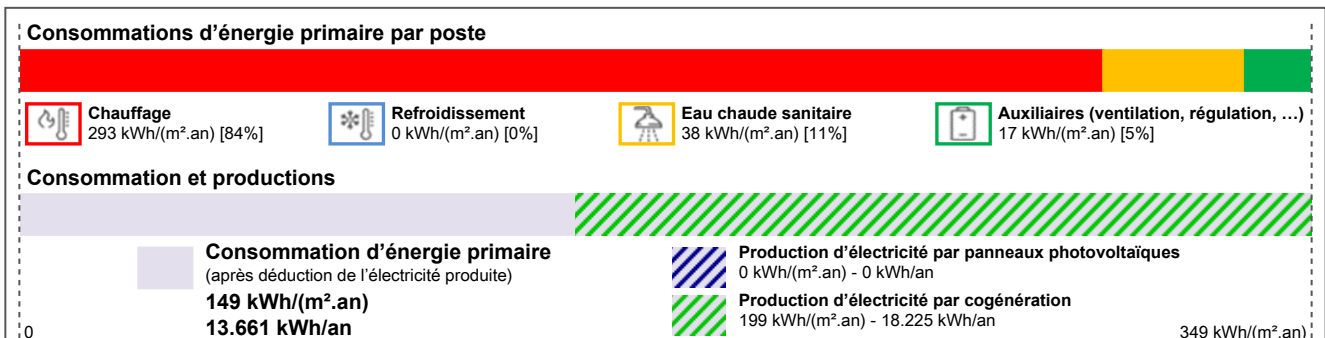 Consommations d'énergie primaire par poste
Chauffage
293 kWh/(m².an) [84%]
Refroidissement
0 kWh/(m².an) [0%]
Eau chaude sanitaire
38 kWh/(m².an) [11%]
Auxiliaires (ventilation, régulation, …)
17 kWh/(m².an) [5%]
Consommation et productions
Consommation d'énergie primaire
(après déduction de l'électricité produite)
149 kWh/(m².an)
13.661 kWh/an
Production d'électricité par panneaux photovoltaïques
0 kWh/(m².an) - 0 kWh/an
Production d'électricité par cogénération
199 kWh/(m².an) - 18.225 kWh/an
0
349 kWh/(m².an)